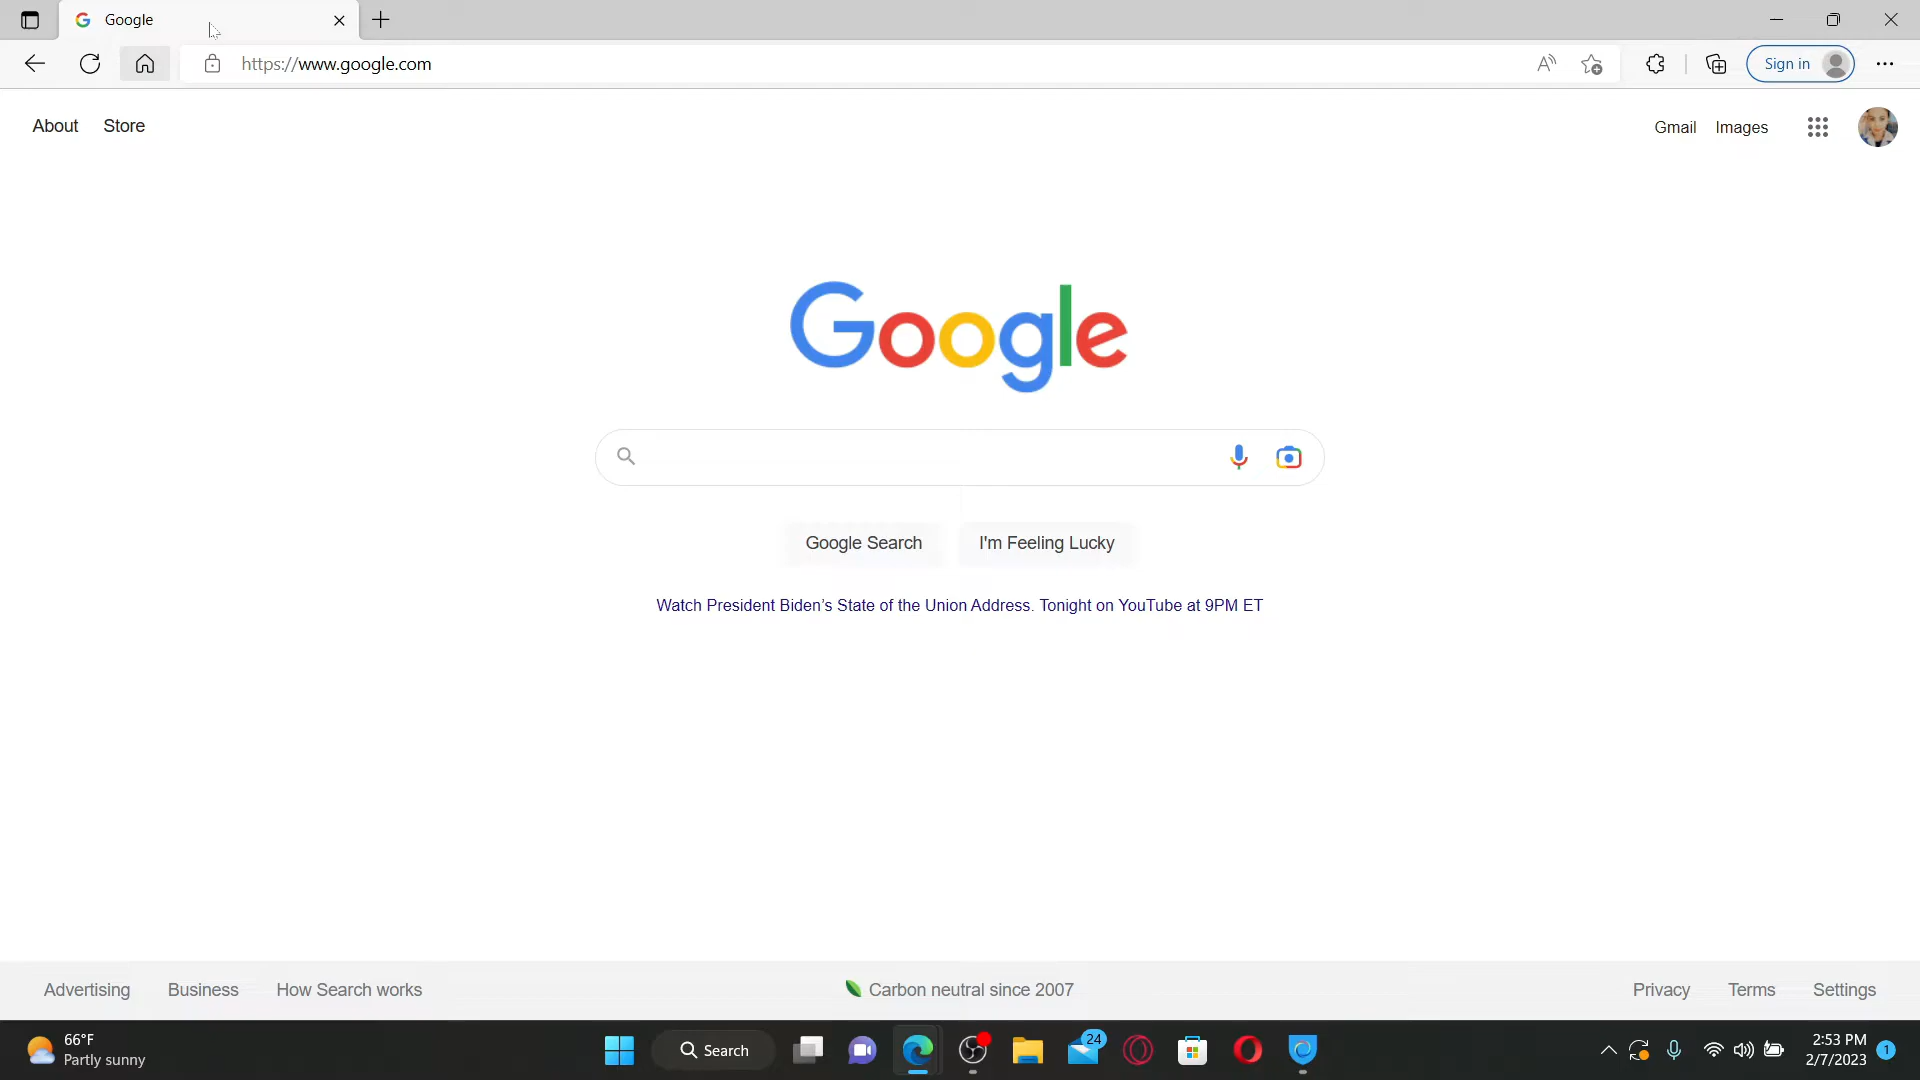 Google
https://www.google.com
Sign in
About Store
Gmail Images
Google
Google Search I'm Feeling Lucky
Watch President Biden’s State of the Union Address. Tonight on YouTube at 9PM ET
Advertising Business How Search works
Carbon neutral since 2007
Privacy Terms Settings
66°F
Partly sunny
Search
24
2:53 PM
2/7/2023
1